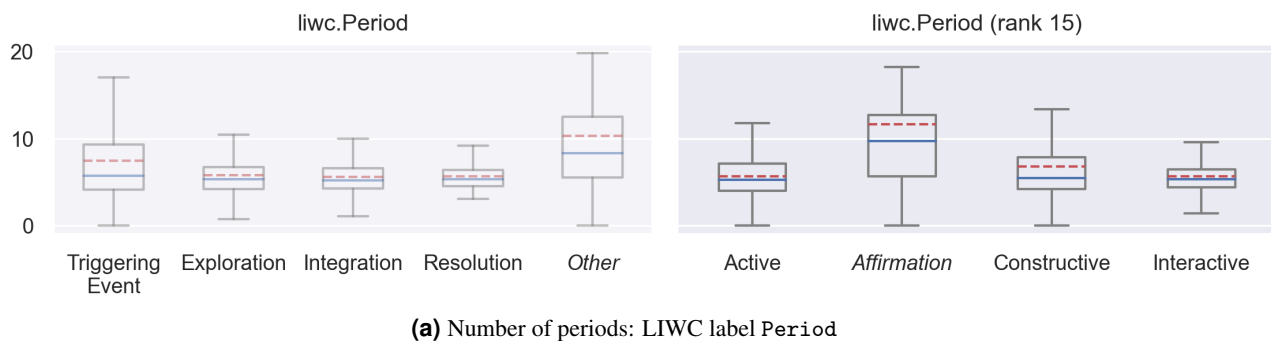 liwc.Period
liwc.Period (rank 15)
20
10
0
Triggering
Event
Exploration
Integration
Resolution
Other
Active
Affirmation
Constructive
Interactive
(a) Number of periods: LIWC label Period